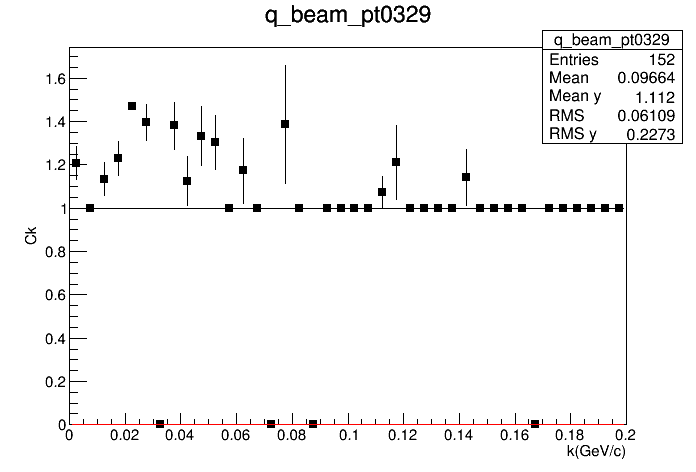 q_beam_pt0329
q_beam_pt0329
Entries 152
Mean 0.09664
Mean y 1.112
RMS 0.06109
RMS y 0.2273
1.6
1.4
1.2
1
0.8
0.6
0.4
0.2
0
Ck
0 0.02 0.04 0.06 0.08 0.1 0.12 0.14 0.16 0.18 0.2
k(GeV/c)